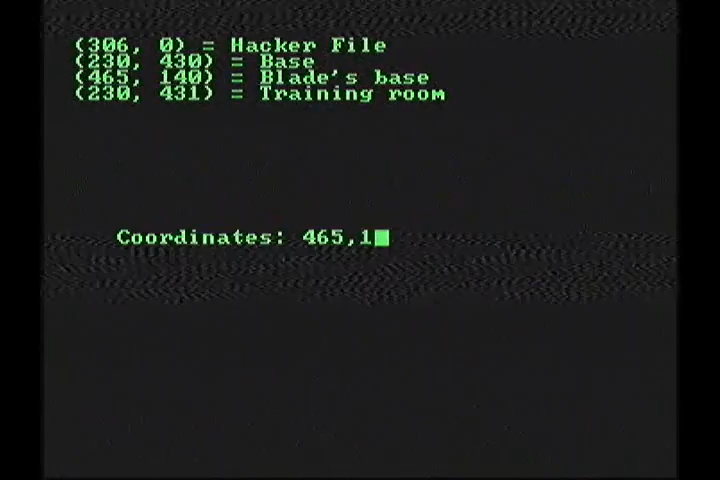 (306, 0) = Hacker File
(230, 430) = Base
(465, 140) = Blade's base
(230, 431) = Training room
Coordinates: 465,1